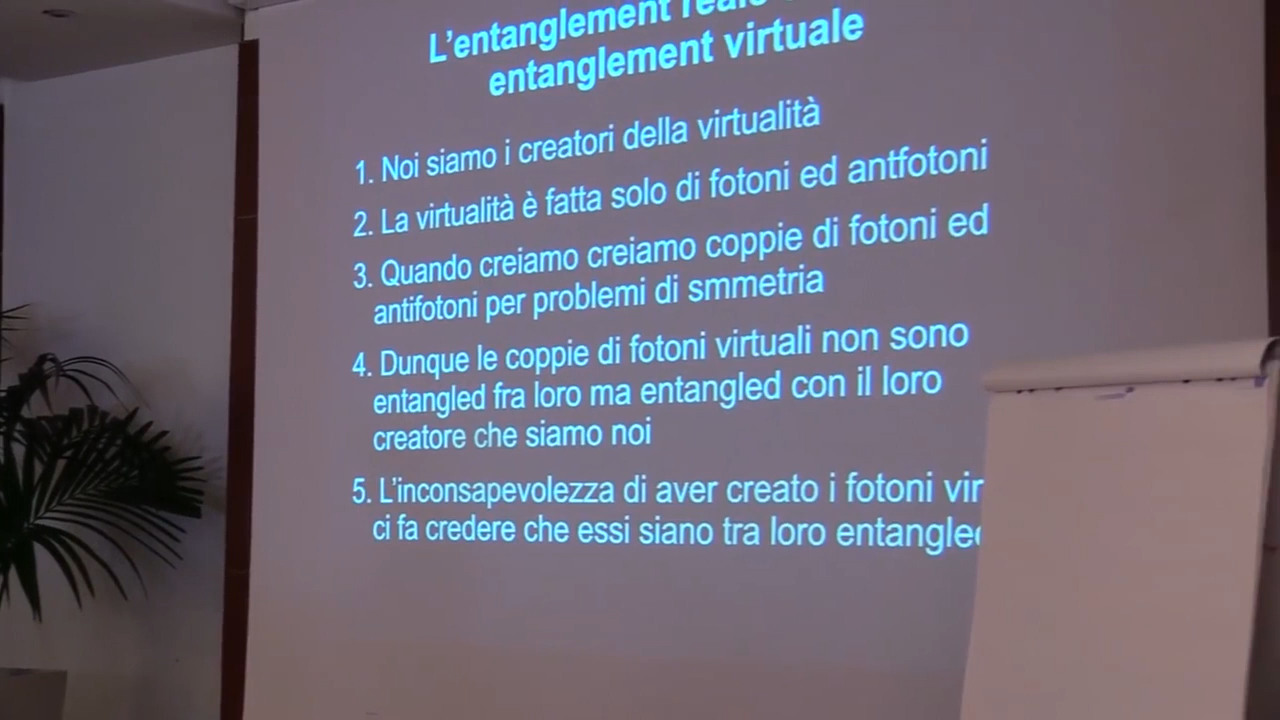 L'entanglement reale
entanglement virtuale
1. Noi siamo i creatori della virtualità
2. La virtualità è fatta solo di fotoni ed antfotoni
3. Quando creiamo creiamo coppie di fotoni ed
antifotoni per problemi di smmetria
4. Dunque le coppie di fotoni virtuali non sono
entangled fra loro ma entangled con il loro
creatore che siamo noi
5. L'inconsapevolezza di aver creato i fotoni vir
ci fa credere che essi siano tra loro entangled